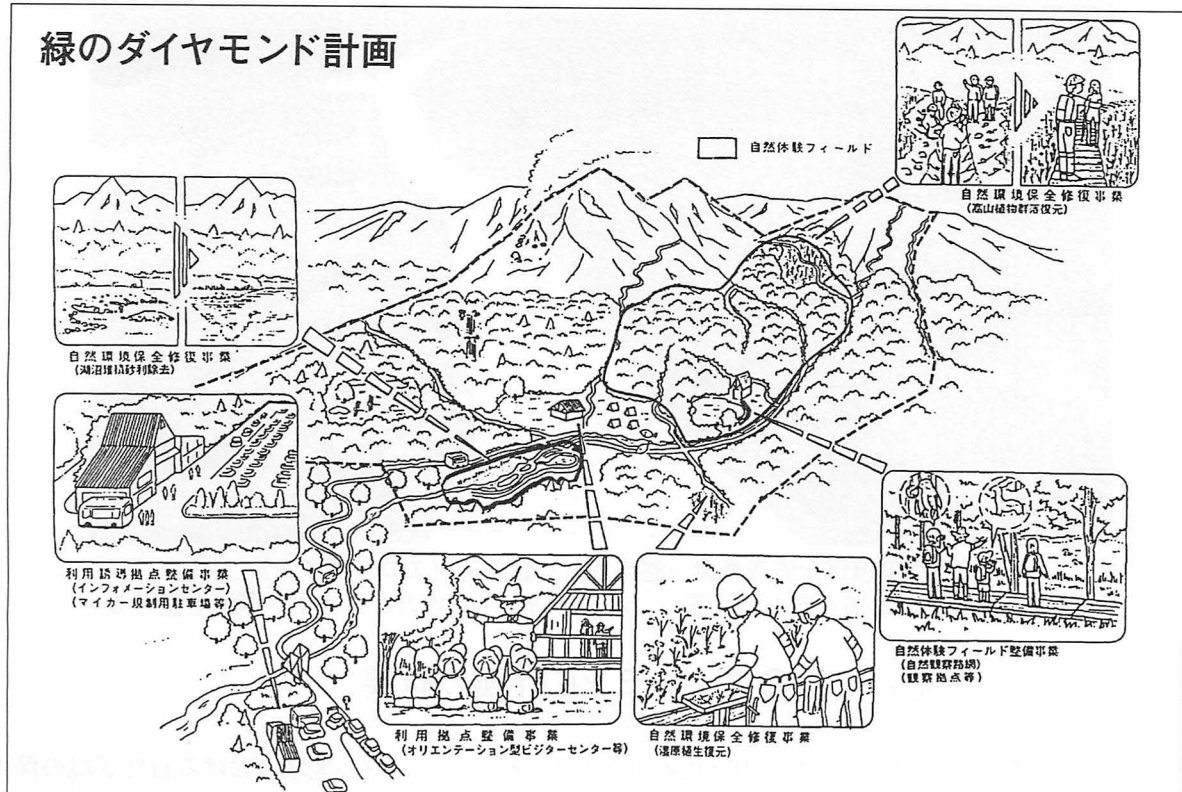 緑のダイヤモンド計画
自然体験フィールド
自然環境保全修復事業
(高山植物群落復元)
自然環境保全修復事業
(湖沼堆積砂利除去)
利用誘導拠点整備事業
(インフォメーションセンター)
(マイカー規制用駐車場等)
利用拠点整備事業
(オリエンテーション型ビジターセンター等)
自然環境保全修復事業
(湿原植生復元)
自然体験フィールド整備事業
(自然観察路網)
(観察拠点等)